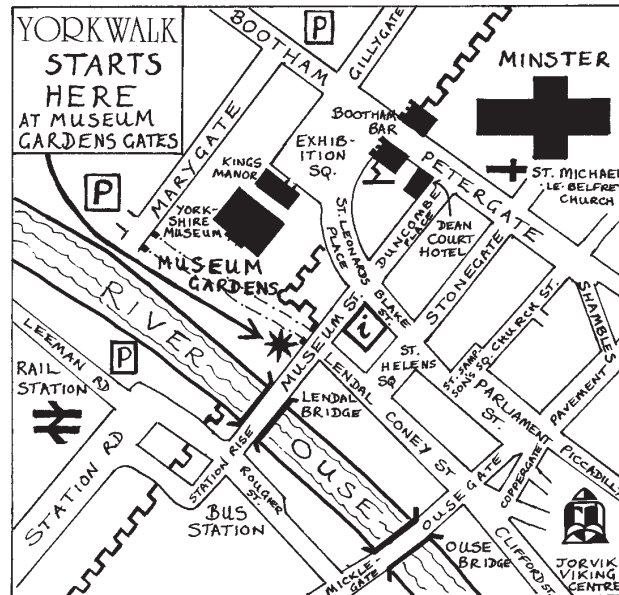 YORKWALK
STARTS
HERE
AT MUSEUM
GARDENS GATES
P
BOOTHAM
GILLYGATE
MINSTER
BOOTHAM
BAR
EXHIB-
ITION
SQ.
PETERGATE
ST. MICHAEL
LE-BELFREY
CHURCH
MARYGATE
KINGS
MANOR
P
YORK-
SHIRE
MUSEUM
ST. LEONARDS
PLACE
DUNCOMBE
PLACE
DEAN
COURT
HOTEL
MUSEUM
GARDENS
STONEGATE
RIVER
MUSEUM ST.
BLAKE
ST.
i
CHURCH ST.
SHAMBLES
LEEMAN RD
P
RAIL
STATION
LENDAL
ST.
HELENS
SQ
ST. SAMP
SONS SQ.
PARLIAMENT
ST.
PAVEMENT
LENDAL
BRIDGE
CONEY ST
PICCADILLY
STATION RD
STATION RISE
OUSE
OUSEGATE
COPPERGATE
ROUGIER
ST.
BUS
STATION
MICKLE-
GATE
OUSE
BRIDGE
CLIFFORD ST.
JORVIK
VIKING
CENTRE